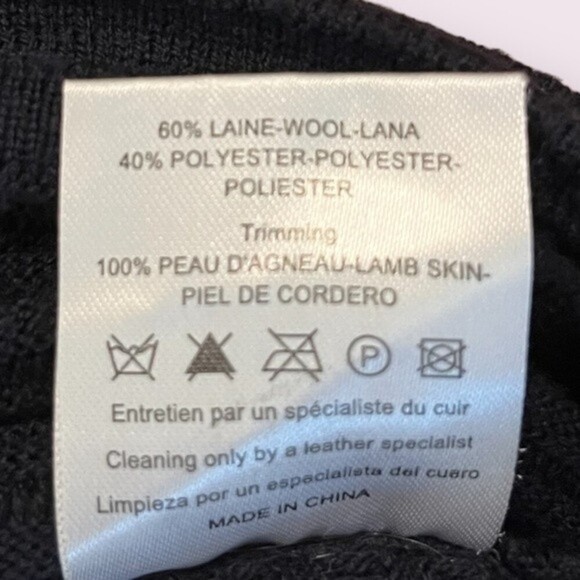 60% LAINE-WOOL-LANA
40% POLYESTER-POLYESTER-
POLIESTER
Trimming
100% PEAU D'AGNEAU-LAMB SKIN-
PIEL DE CORDERO
P
Entretien par un spécialiste du cuir
Cleaning only by a leather specialist
Limpieza por un especialista del cuero
MADE IN CHINA